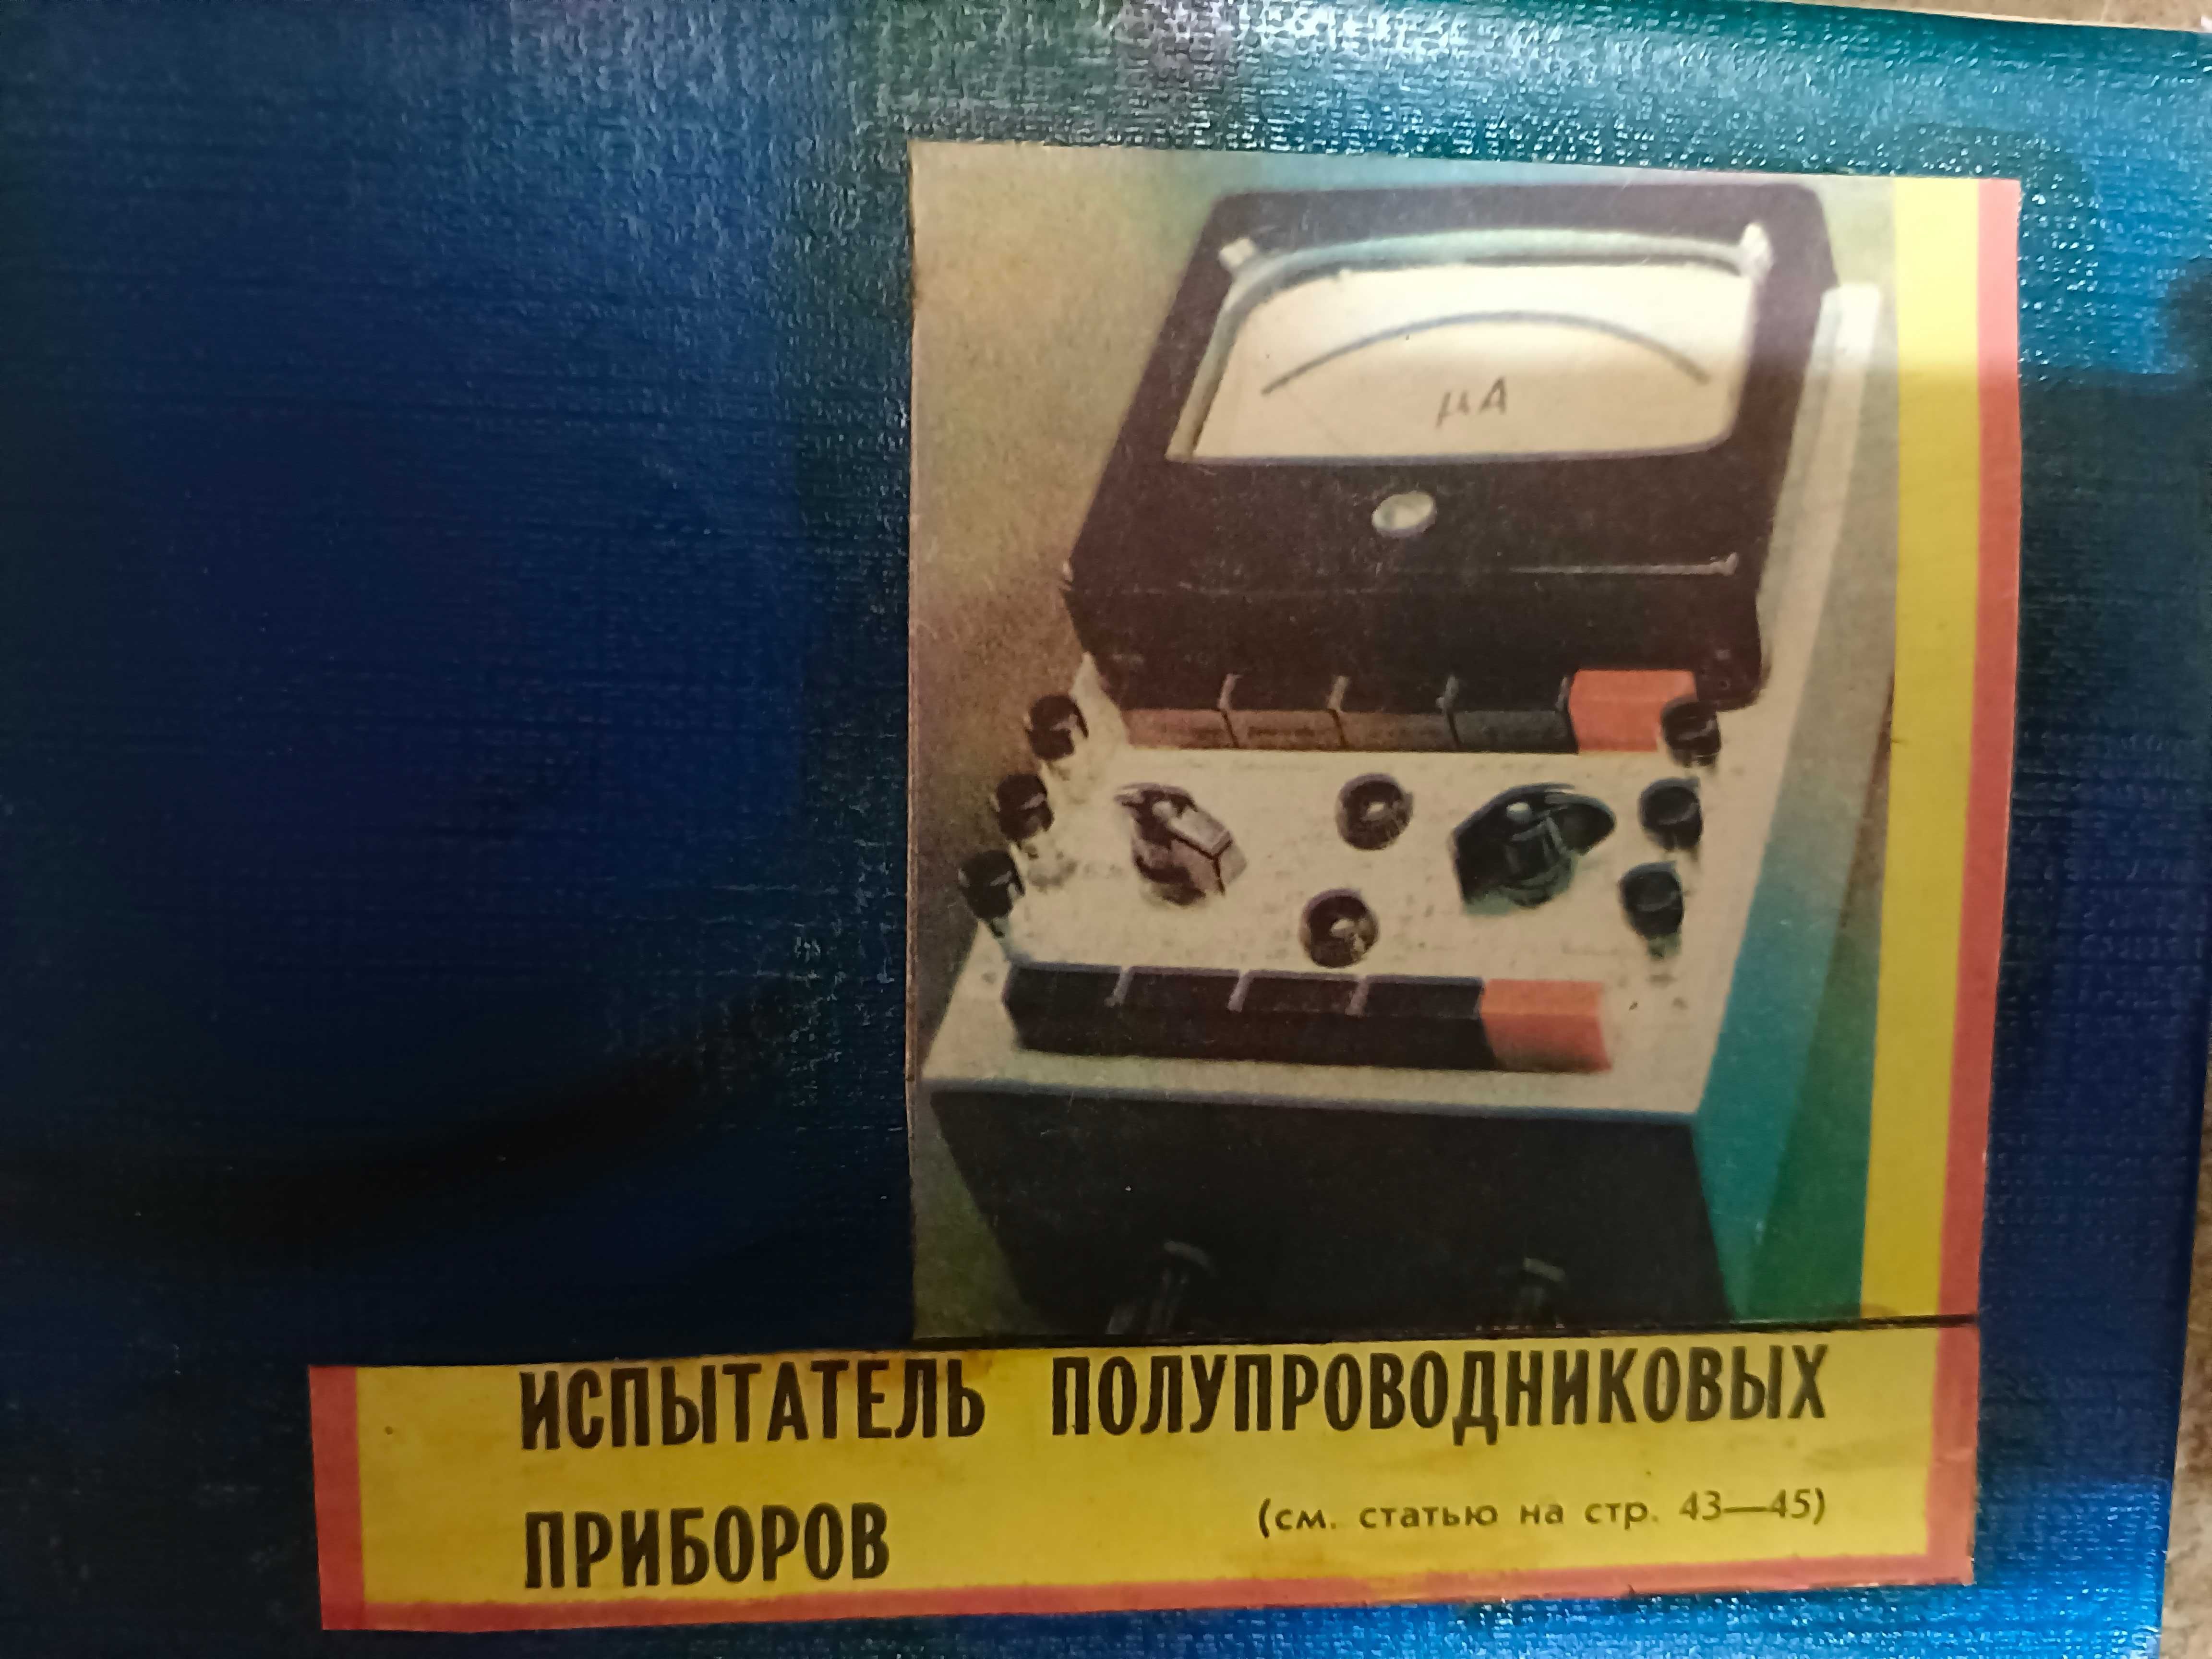 μA
ИСПЫТАТЕЛЬ ПОЛУПРОВОДНИКОВЫХ
ПРИБОРОВ
(см. статью на стр. 43—45)